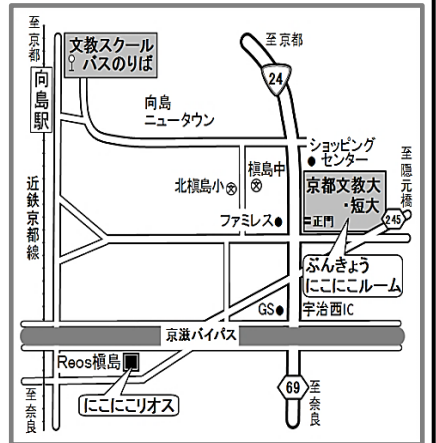 至京都
文教スクール
バスのりば
至京都
24
向島駅
向島
ニュータウン
ショッピング
センター
至隠元橋
槇島中
北槇島小
京都文教大
・短大
正門
245
ファミレス
近鉄京都線
ぶんきょう
にこにこルーム
GS
宇治西IC
京滋バイパス
Reos槇島
にこにこリオス
69
至奈良
至奈良